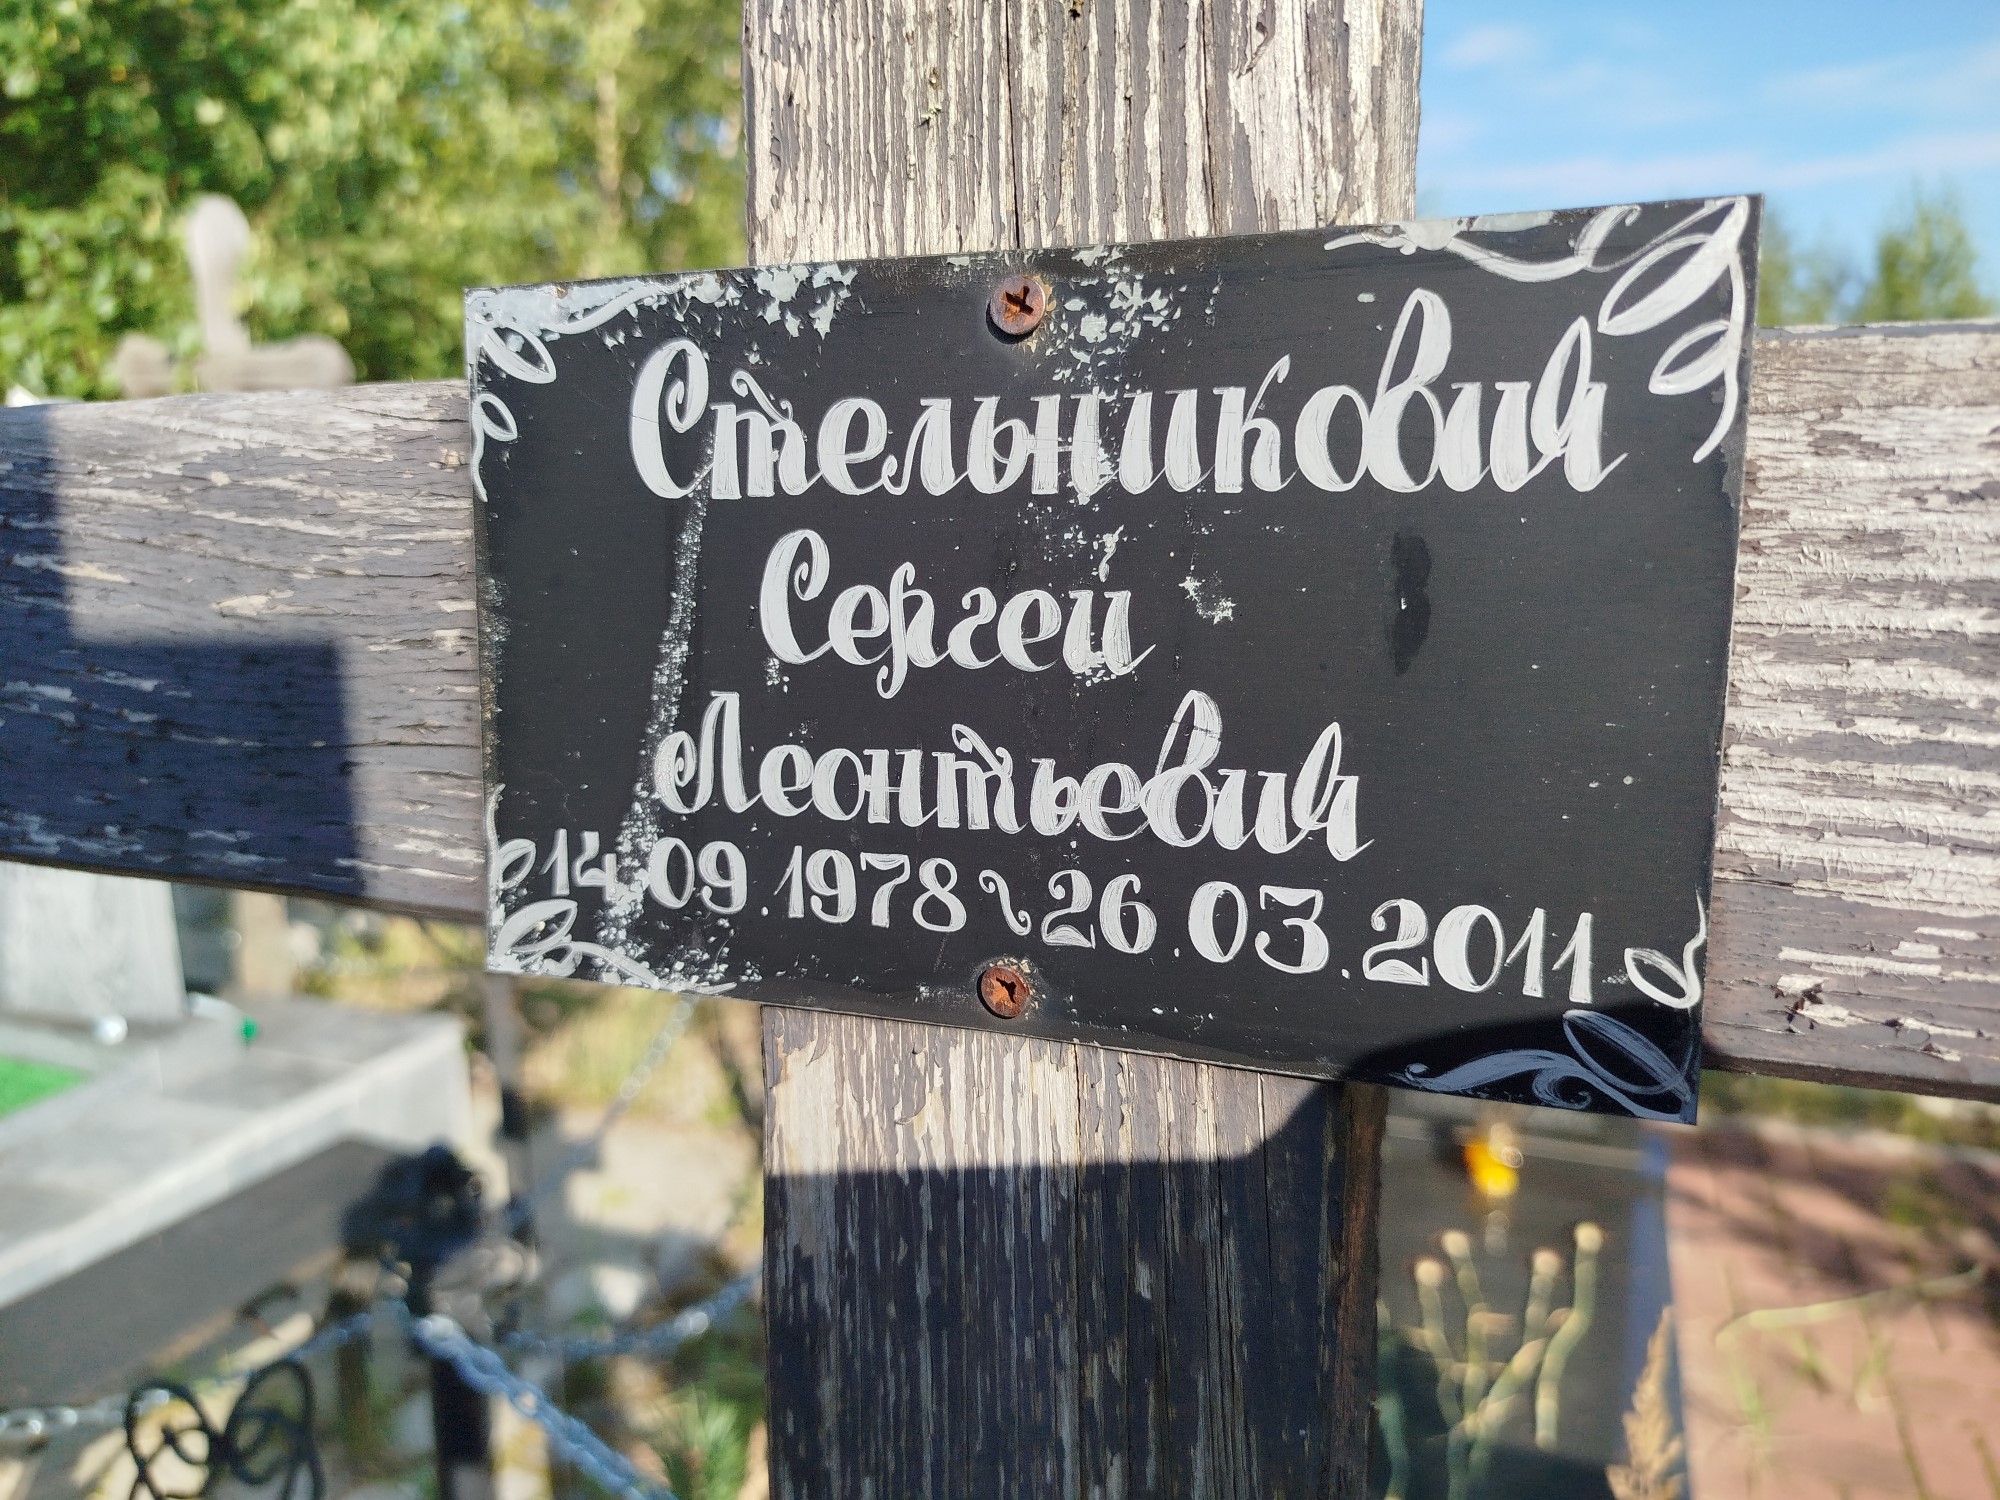 Стельникович
Сергей
Леонтьевич
14.09.1978 ~ 26.03.2011